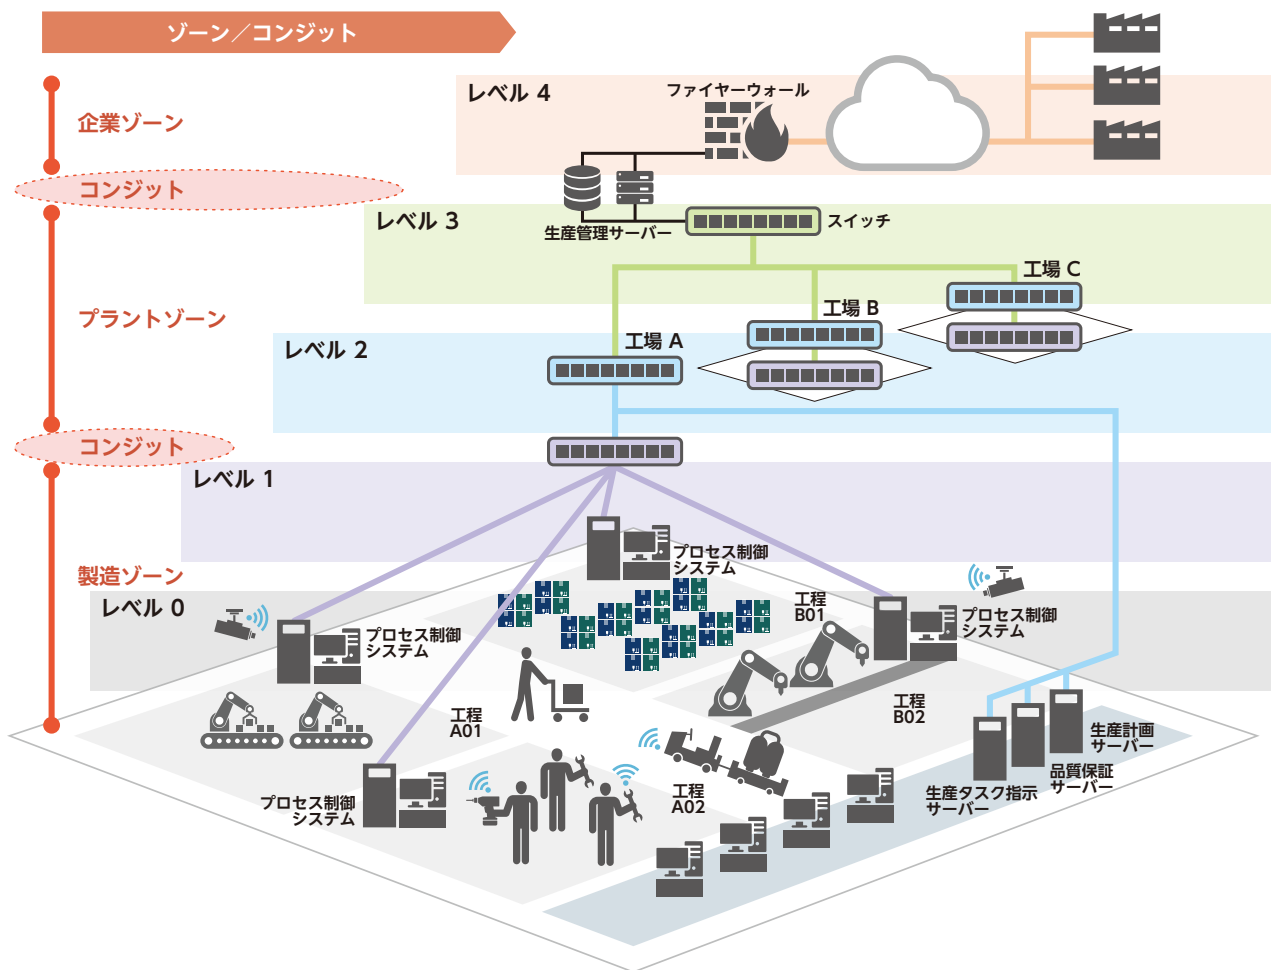 ゾーン／コンジット
レベル 4
ファイヤーウォール
企業ゾーン
コンジット
レベル 3
生産管理サーバー
スイッチ
工場 C
プラントゾーン
工場 B
レベル 2
工場 A
コンジット
レベル 1
プロセス制御
システム
製造ゾーン
レベル 0
工程
B01
プロセス制御
システム
プロセス制御
システム
工程
A01
工程
B02
生産計画
サーバー
品質保証
サーバー
生産タスク指示
サーバー
工程
A02
プロセス制御
システム